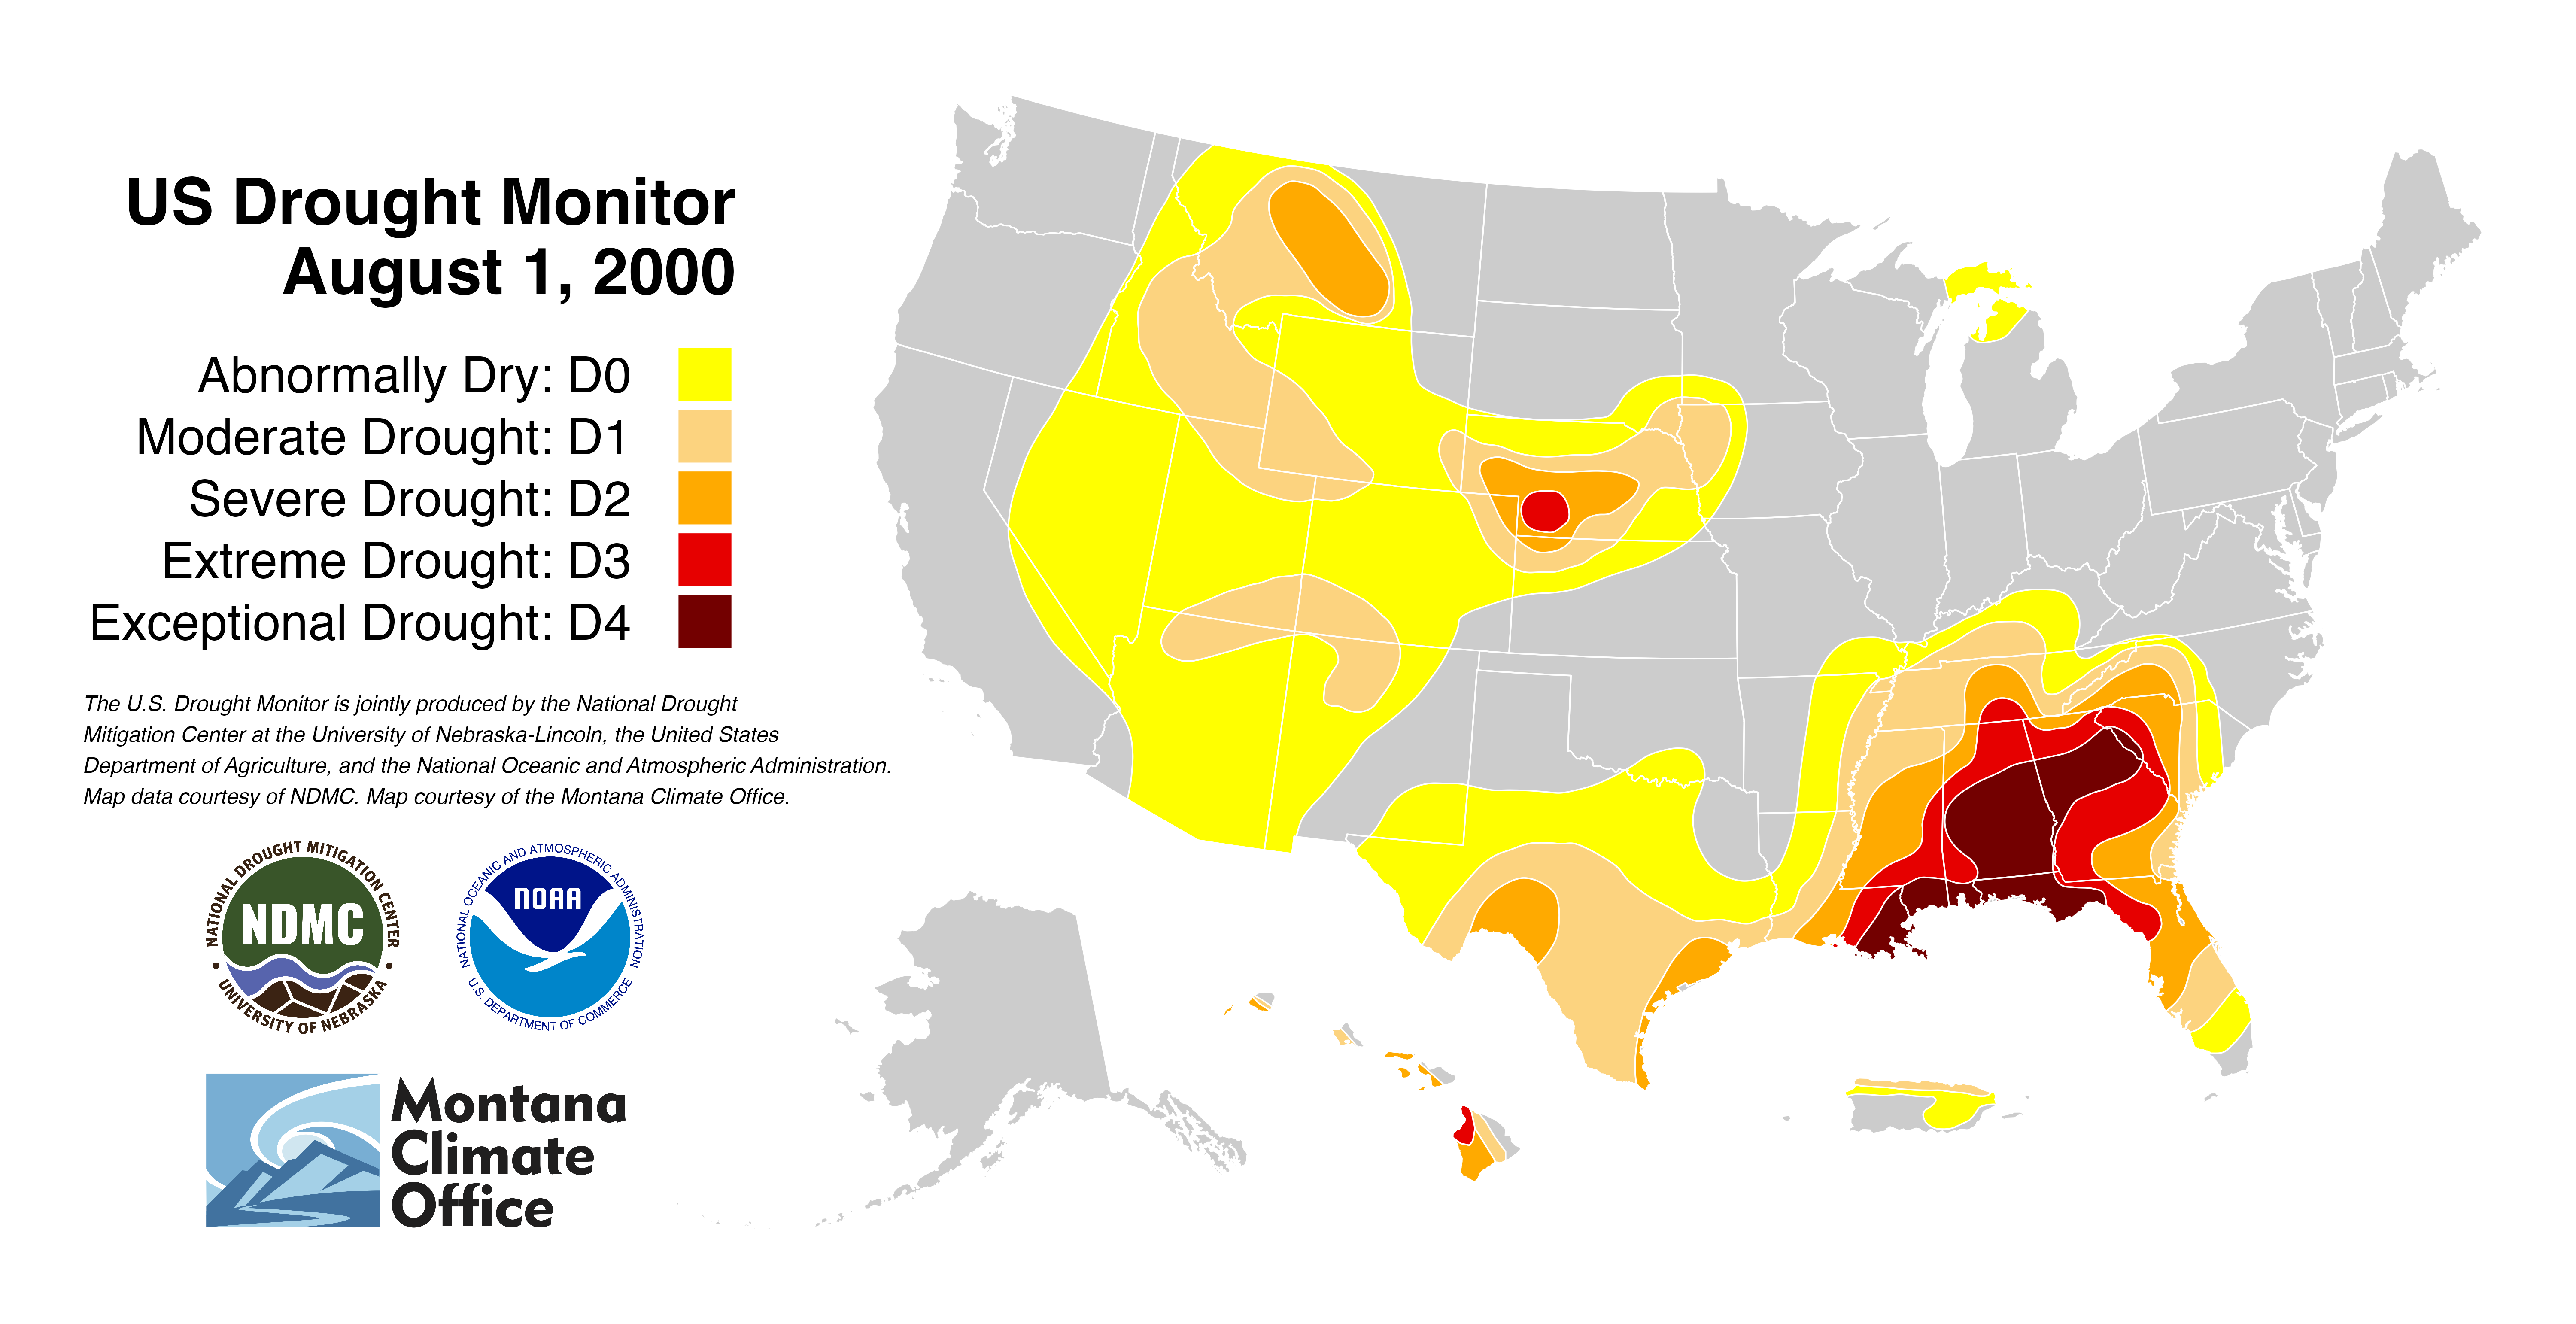 US Drought Monitor
August 1, 2000
Abnormally Dry: D0
Moderate Drought: D1
Severe Drought: D2
Extreme Drought: D3
Exceptional Drought: D4
The U.S. Drought Monitor is jointly produced by the National Drought
Mitigation Center at the University of Nebraska-Lincoln, the United States
Department of Agriculture, and the National Oceanic and Atmospheric Administration.
Map data courtesy of NDMC. Map courtesy of the Montana Climate Office.
NATIONAL DROUGHT MITIGATION CENTER
NDMC
• UNIVERSITY OF NEBRASKA •
NATIONAL OCEANIC AND ATMOSPHERIC ADMINISTRATION
NOAA
U.S. DEPARTMENT OF COMMERCE
Montana
Climate
Office